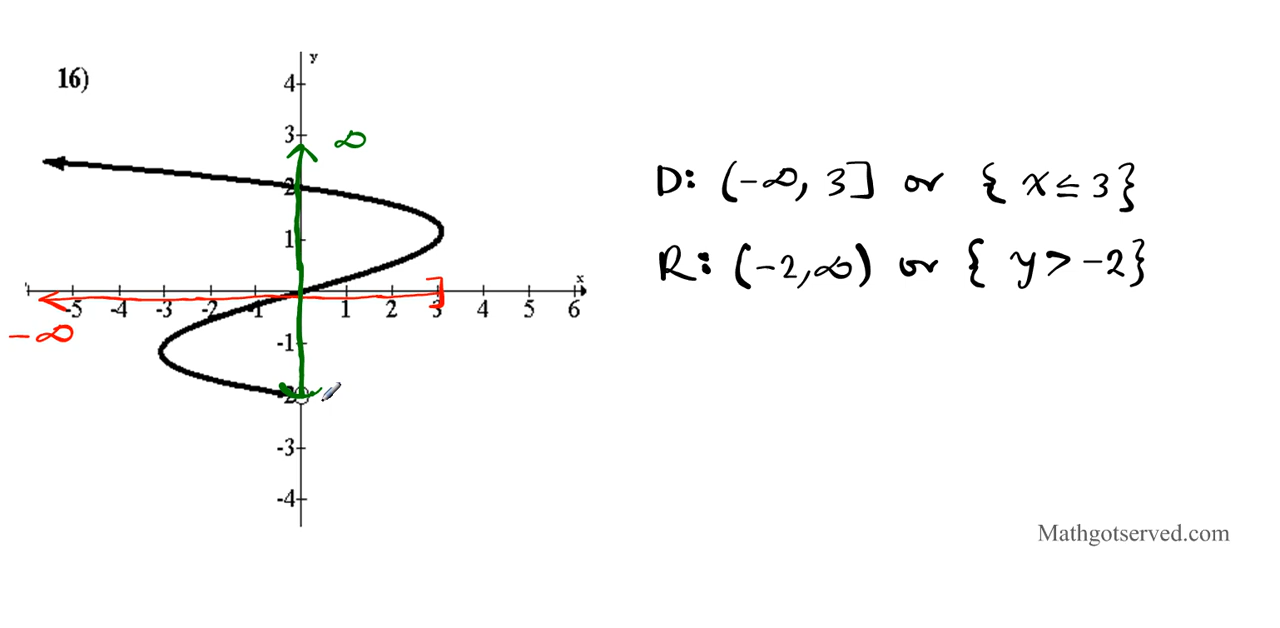 16)
y
4
3
∞
2
1
x
-5 -4 -3 -2 -1 1 2 3 4 5 6
-∞
-1
2
-3
-4
D: (-∞, 3] or { x ≤ 3}
R: (-2, ∞) or { y > -2}
Mathgotserved.com